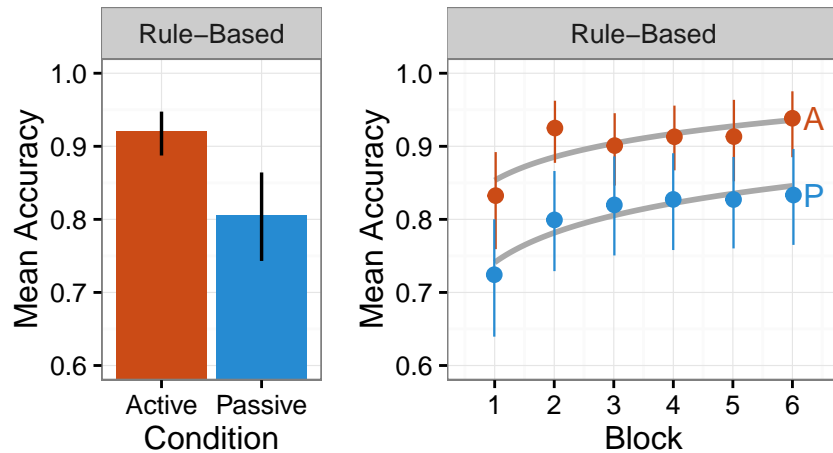 Rule−Based
Mean Accuracy
1.0
0.9
0.8
0.7
0.6
Active Passive
Condition
Rule−Based
Mean Accuracy
1.0
0.9
0.8
0.7
0.6
A
P
1 2 3 4 5 6
Block